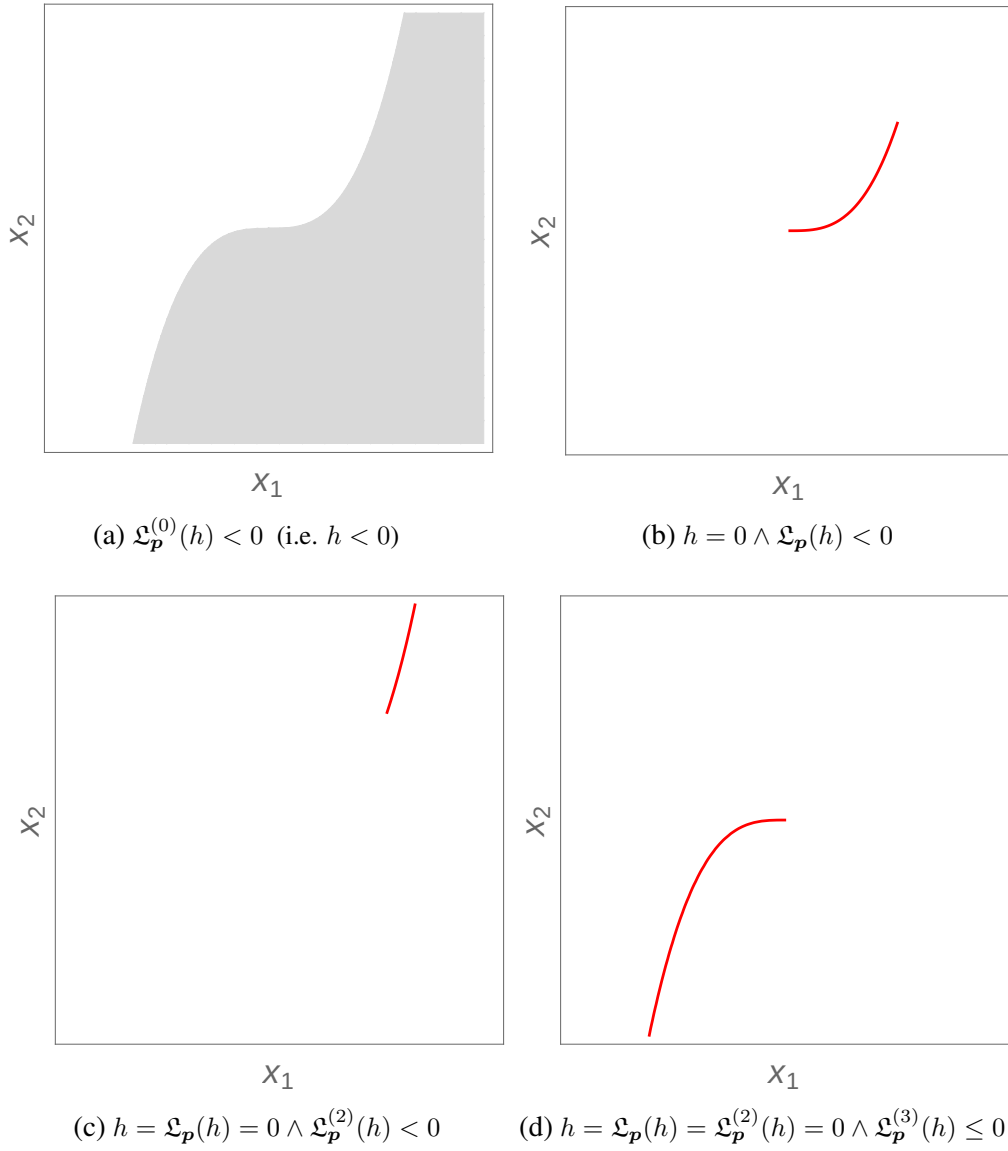 x₂
x₂
x₁
x₁
(a) 𝔏_𝒑^(0)(h) < 0 (i.e. h < 0)
(b) h = 0 ∧ 𝔏_𝒑(h) < 0
x₂
x₂
x₁
x₁
(c) h = 𝔏_𝒑(h) = 0 ∧ 𝔏_𝒑^(2)(h) < 0
(d) h = 𝔏_𝒑(h) = 𝔏_𝒑^(2)(h) = 0 ∧ 𝔏_𝒑^(3)(h) ≤ 0